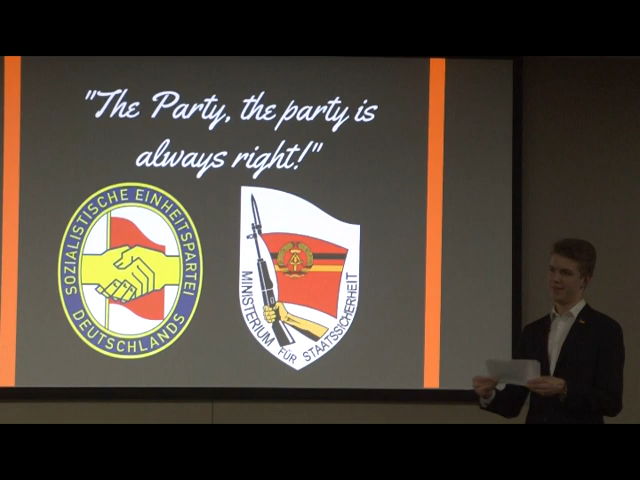 "The Party, the party is
always right!"
SOZIALISTISCHE EINHEITSPARTEI
DEUTSCHLANDS
MINISTERIUM FÜR STAATSSICHERHEIT